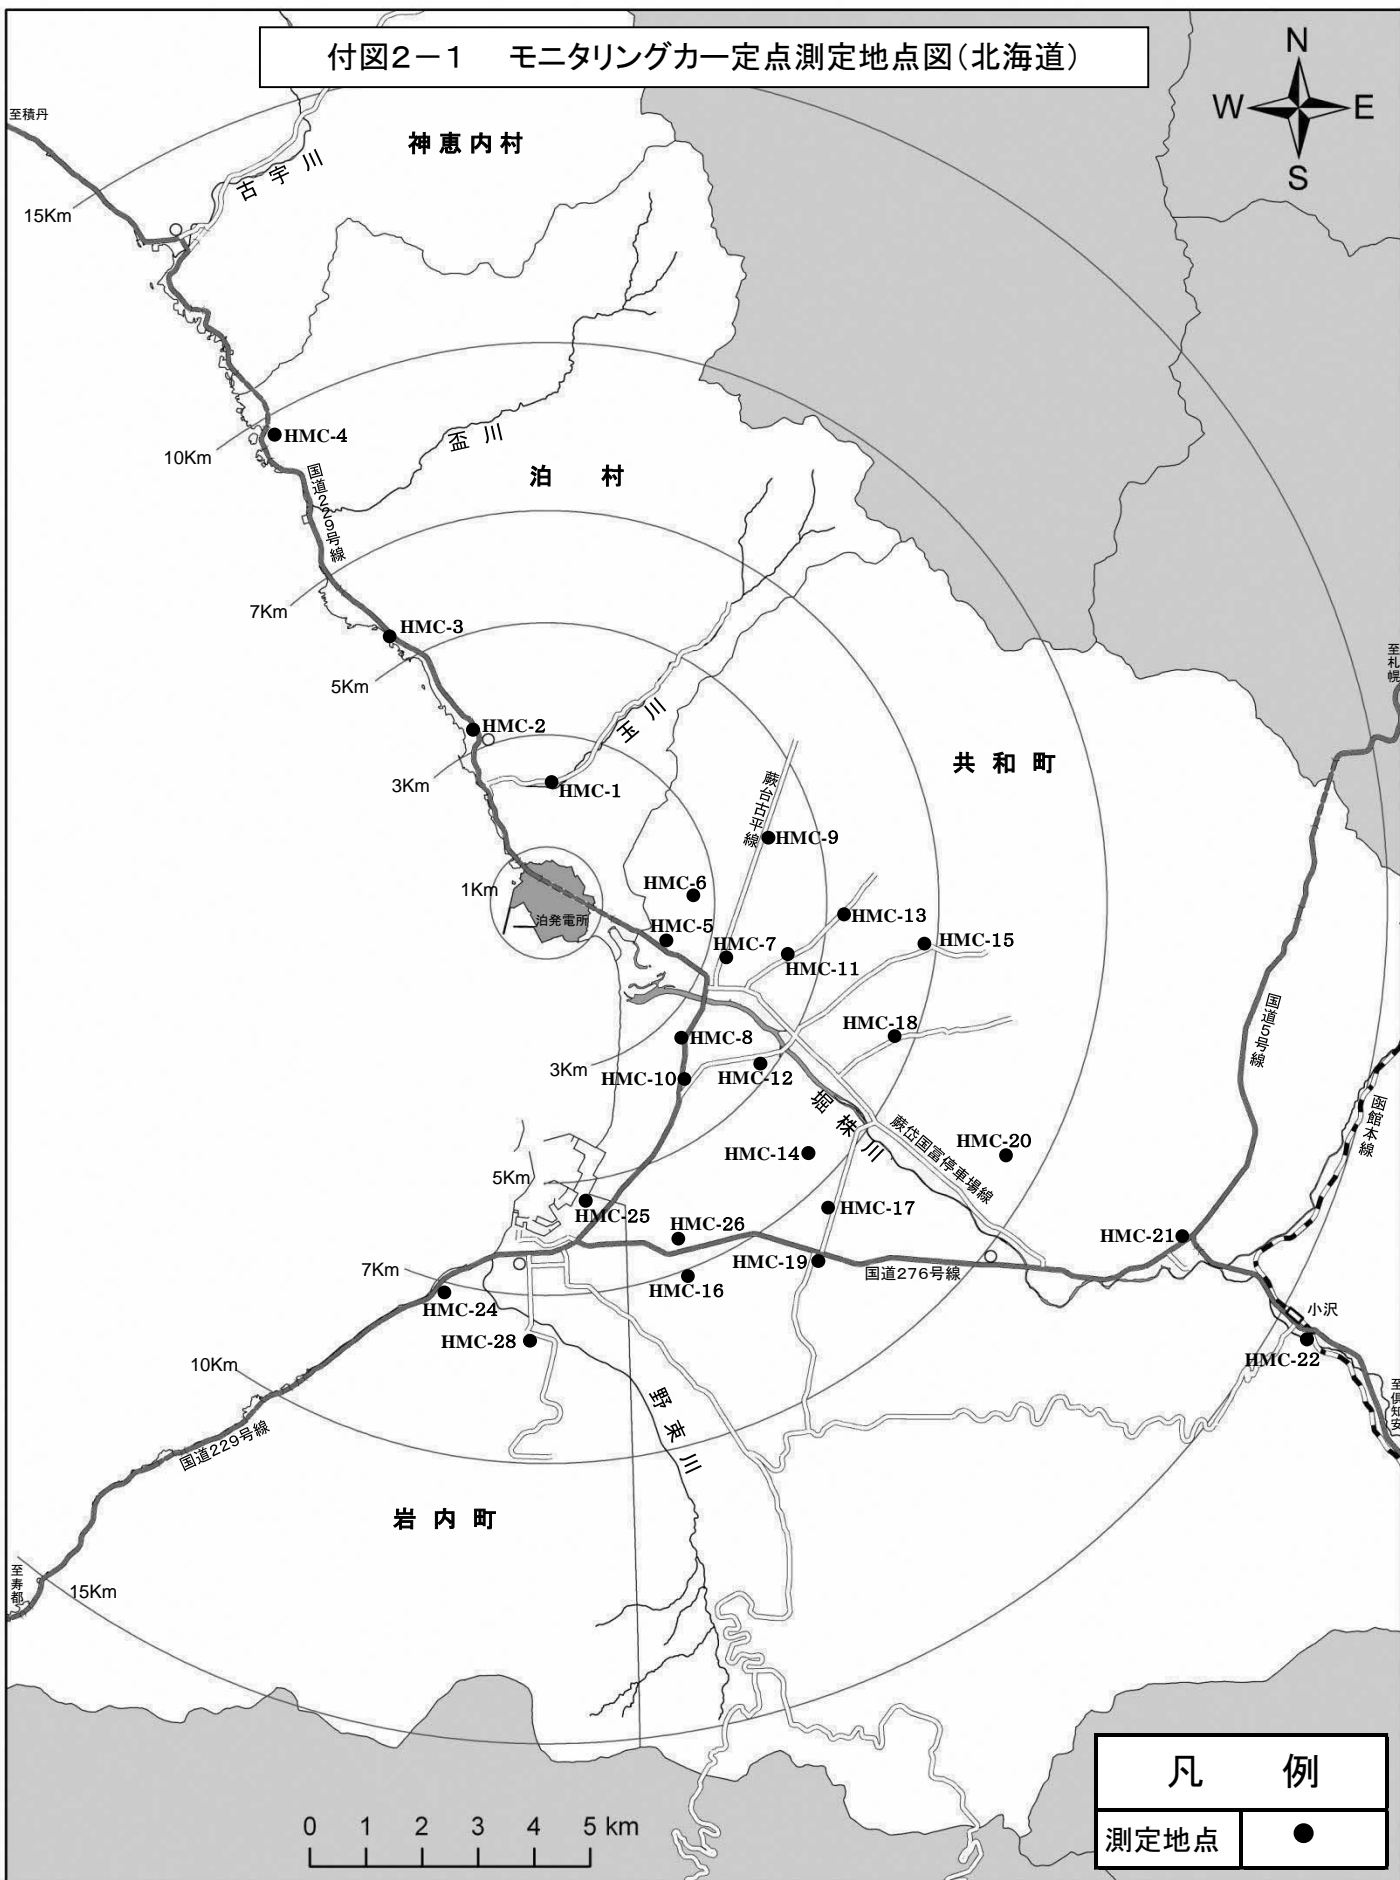 付図2－1 モニタリングカー定点測定地点図(北海道)
N
W
E
S
至積丹
神恵内村
古宇川
15Km
HMC-4
10Km
盃川
泊村
国道229号線
7Km
HMC-3
5Km
至札幌
HMC-2
玉川
共和町
3Km
HMC-1
蕨台古平線
HMC-9
1Km
HMC-6
泊発電所
HMC-13
HMC-5
HMC-7
HMC-15
HMC-11
国道5号線
HMC-18
HMC-8
3Km
HMC-10
HMC-12
堀株川
函館本線
蕨岱国富停車場線
HMC-20
HMC-14
5Km
HMC-25
HMC-17
HMC-26
HMC-21
HMC-19
7Km
国道276号線
HMC-16
HMC-24
小沢
HMC-28
HMC-22
10Km
至倶知安
野束川
国道229号線
岩内町
至寿都
15Km
凡例
測定地点
0 1 2 3 4 5 km